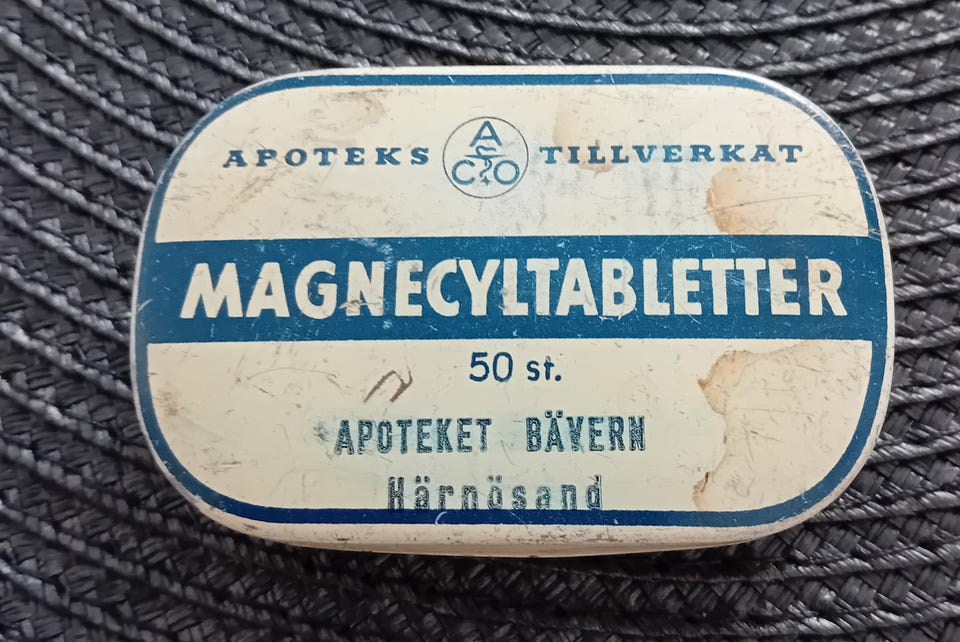 APOTEKS ACO TILLVERKAT
MAGNECYLTABLETTER
50 st.
APOTEKET BÄVERN
Härnösand